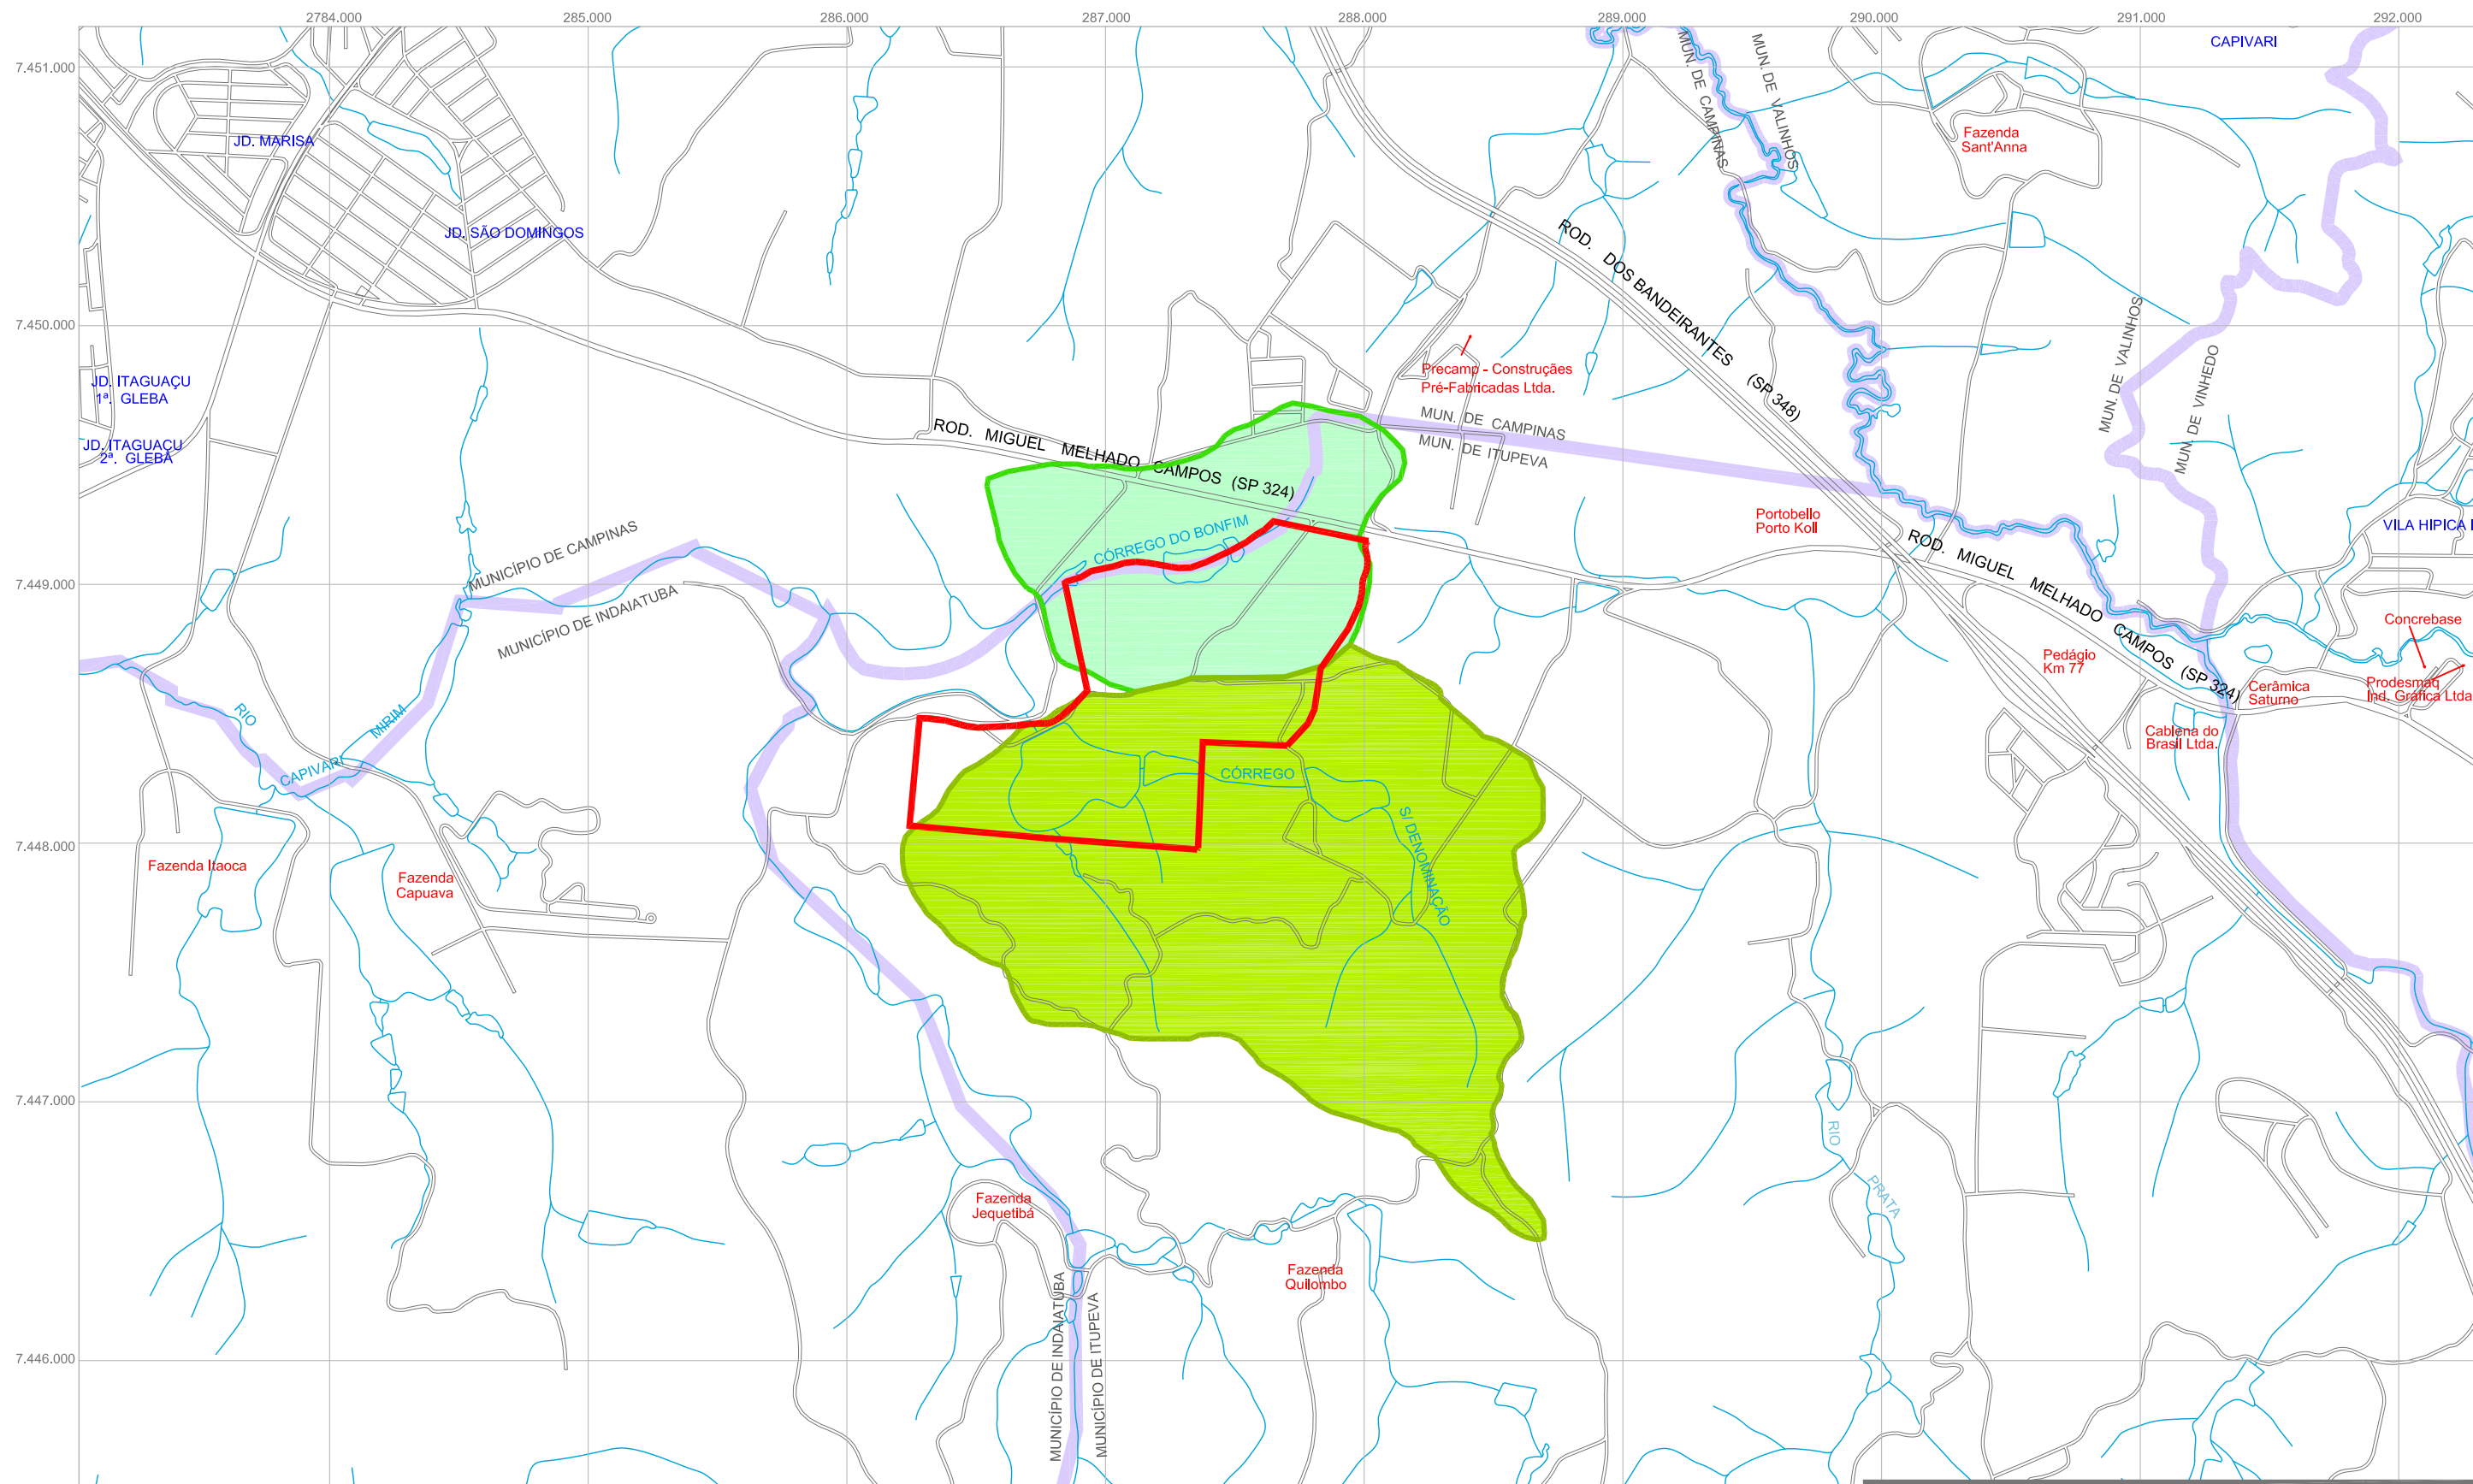 2784.000
285.000
286.000
287.000
288.000
289.000
290.000
291.000
292.000
7.451.000
7.450.000
7.449.000
7.448.000
7.447.000
7.446.000
CAPIVARI
MUN. DE CAMPINAS
MUN. DE VALINHOS
Fazenda
Sant'Anna
JD. MARISA
JD. SÃO DOMINGOS
ROD. DOS BANDEIRANTES (SP 348)
JD. ITAGUAÇU
1ª. GLEBA
JD. ITAGUAÇU
2ª. GLEBA
Precamp - Construções
Pré-Fabricadas Ltda.
MUN. DE CAMPINAS
MUN. DE ITUPEVA
MUN. DE VALINHOS
MUN. DE VINHEDO
ROD. MIGUEL MELHADO CAMPOS (SP 324)
CÓRREGO DO BONFIM
Portobello
Porto Koll
VILA HIPICA
MUNICÍPIO DE CAMPINAS
MUNICÍPIO DE INDAIATUBA
ROD. MIGUEL MELHADO CAMPOS (SP 324)
Concrebase
Pedágio
Km 77
Cerâmica
Saturno
Prodesmaq
Ind. Gráfica Ltda
Cablena do
Brasil Ltda.
RIO
CAPIVARI
MIRIM
CÓRREGO
S/ DENOMINAÇÃO
Fazenda Itaoca
Fazenda
Capuava
RIO
PRATA
Fazenda
Jequetibá
Fazenda
Quilombo
MUNICÍPIO DE INDAIATUBA
MUNICÍPIO DE ITUPEVA